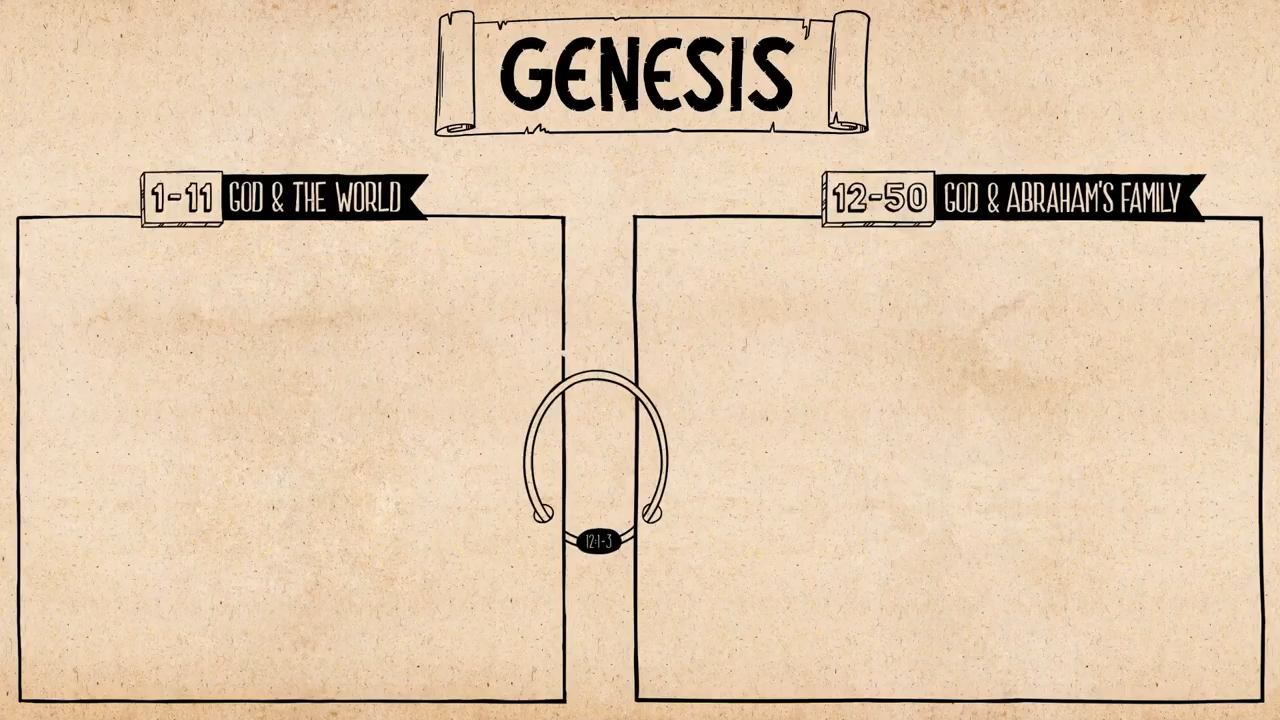 GENESIS
1-11 GOD & THE WORLD
12-50 GOD & ABRAHAM'S FAMILY
12:1-3